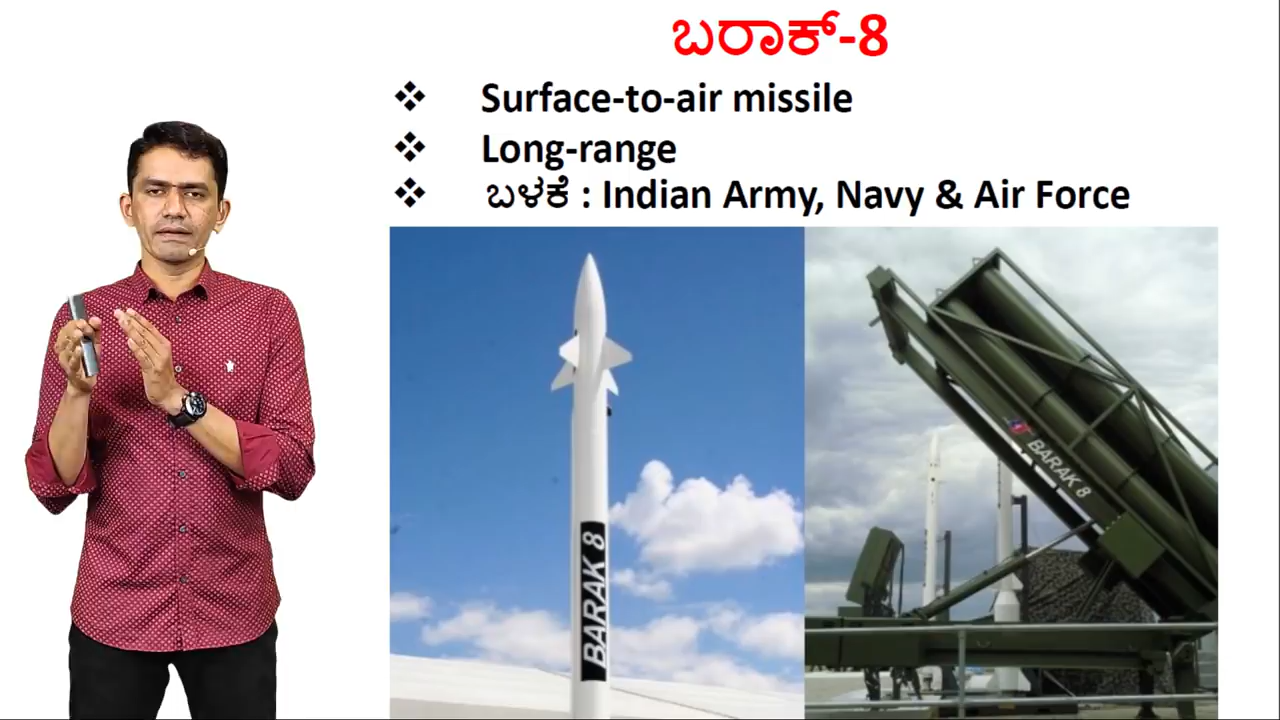 ಬರಾಕ್-8
❖ Surface-to-air missile
❖ Long-range
❖ ಬಳಕೆ : Indian Army, Navy & Air Force
BARAK 8
BARAK 8